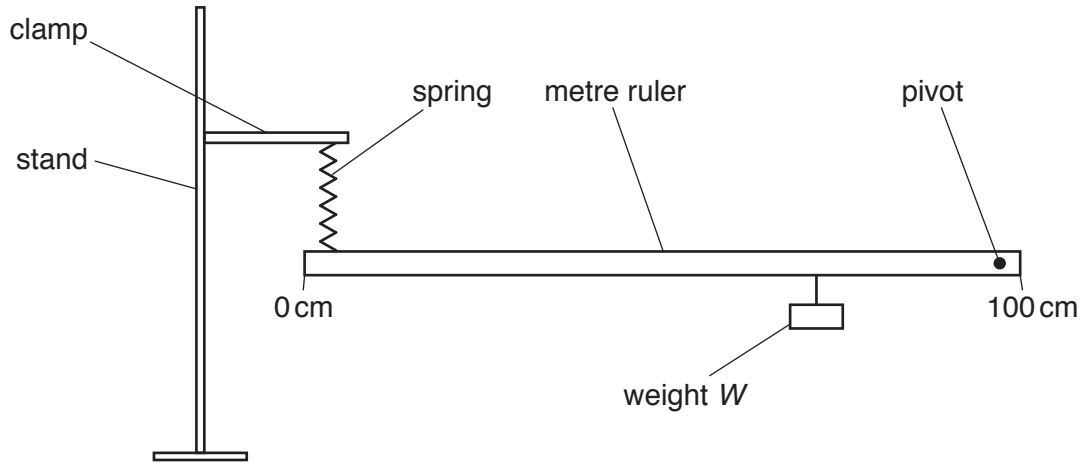 clamp
spring
metre ruler
pivot
stand
0 cm
100 cm
weight W